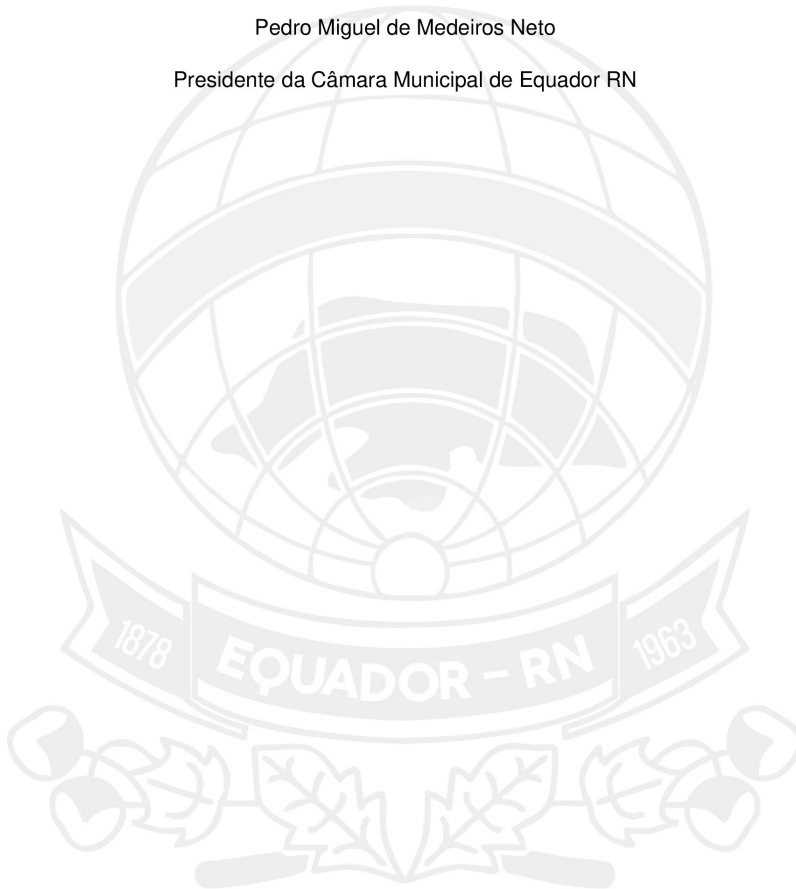 Pedro Miguel de Medeiros Neto
Presidente da Câmara Municipal de Equador RN
1878
EQUADOR - RN
1963